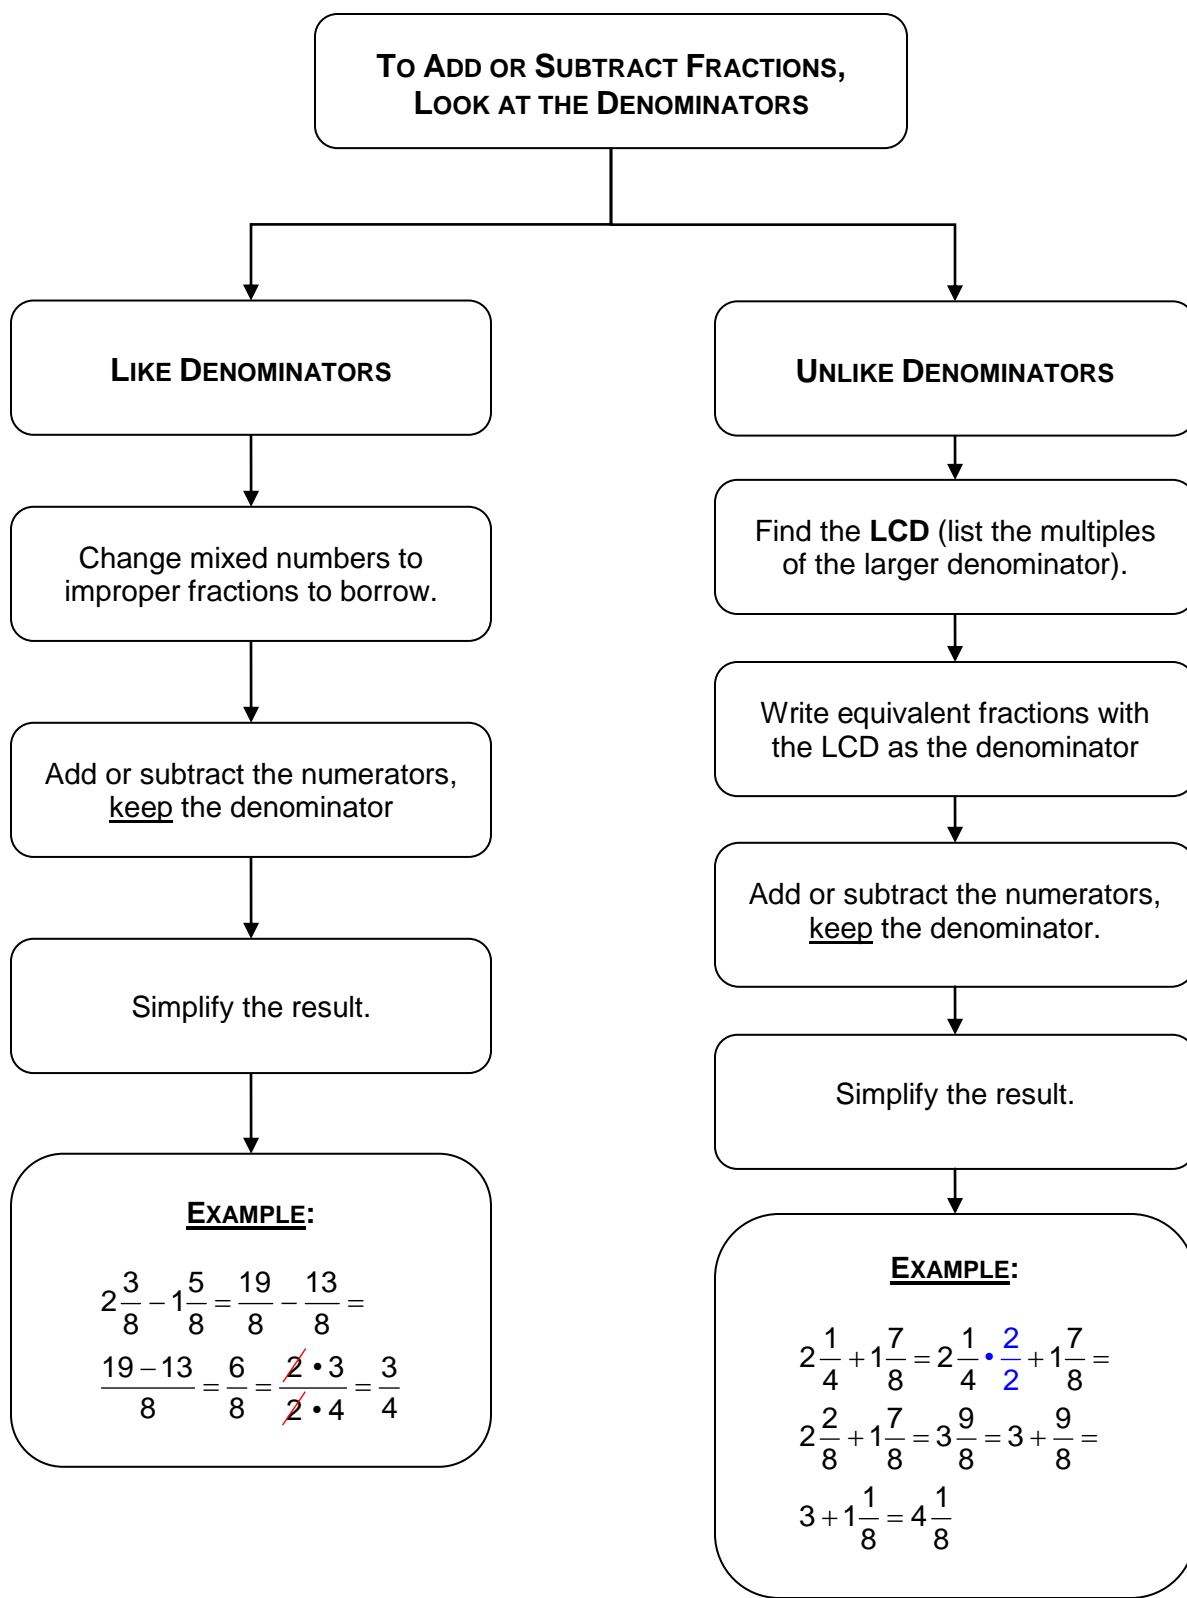 TO ADD OR SUBTRACT FRACTIONS,
LOOK AT THE DENOMINATORS
LIKE DENOMINATORS
Change mixed numbers to
improper fractions to borrow.
Add or subtract the numerators,
keep the denominator
Simplify the result.
EXAMPLE:
2 3/8 − 1 5/8 = 19/8 − 13/8 =
(19 − 13)/8 = 6/8 = (2 • 3)/(2 • 4) = 3/4
UNLIKE DENOMINATORS
Find the LCD (list the multiples
of the larger denominator).
Write equivalent fractions with
the LCD as the denominator
Add or subtract the numerators,
keep the denominator.
Simplify the result.
EXAMPLE:
2 1/4 + 1 7/8 = 2 1/4 • 2/2 + 1 7/8 =
2 2/8 + 1 7/8 = 3 9/8 = 3 + 9/8 =
3 + 1 1/8 = 4 1/8